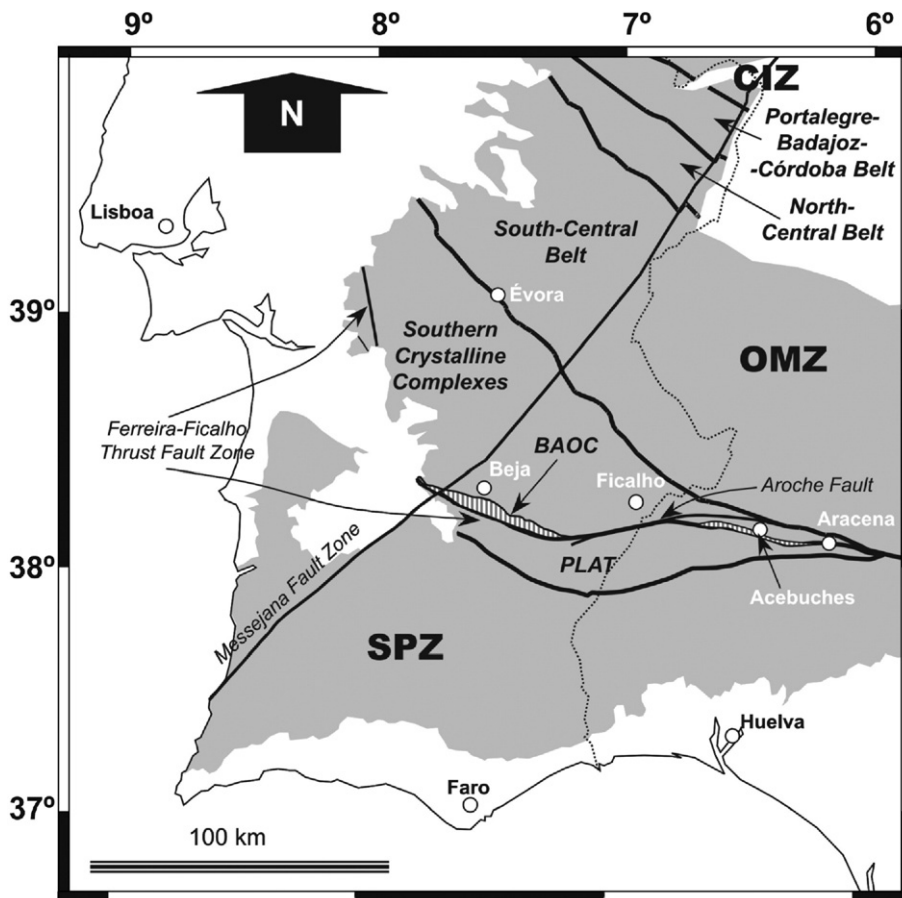 9º
8º
7º
6º
N
CIZ
Portalegre-
Badajoz-
-Córdoba Belt
Lisboa
South-Central
Belt
North-
Central Belt
Évora
39º
Southern
Crystalline
Complexes
OMZ
Ferreira-Ficalho
Thrust Fault Zone
BAOC
Beja
Ficalho
Aroche Fault
Aracena
38º
PLAT
Acebuches
Messejana Fault Zone
SPZ
Huelva
Faro
37º
100 km